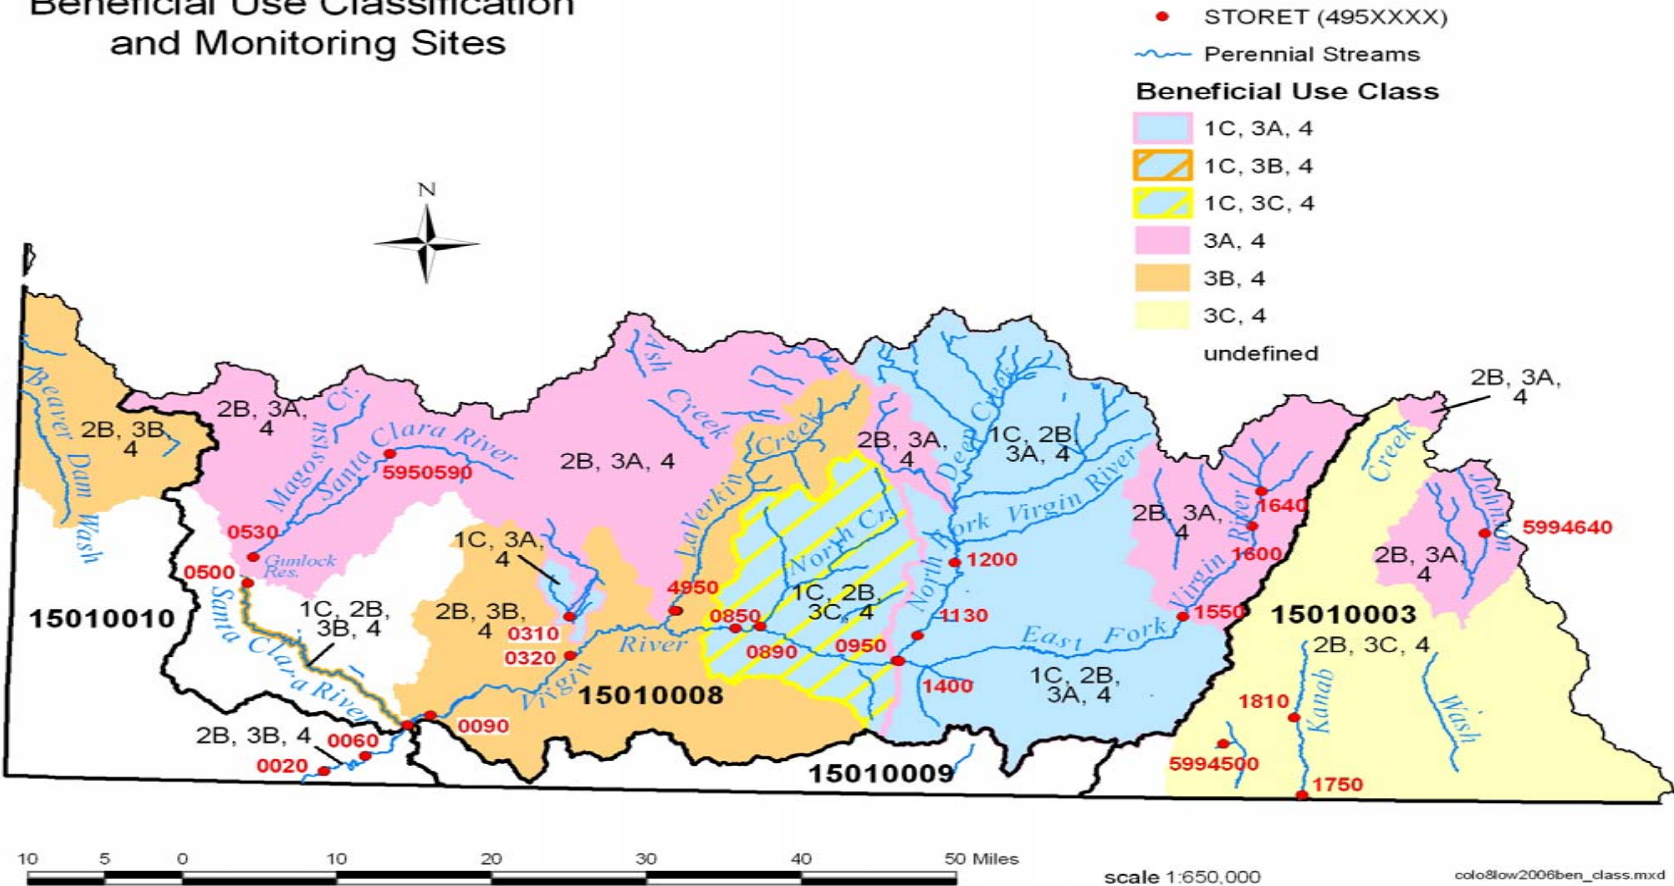 Beneficial Use Classification
and Monitoring Sites
STORET (495XXXX)
Perennial Streams
Beneficial Use Class
1C, 3A, 4
1C, 3B, 4
1C, 3C, 4
3A, 4
3B, 4
3C, 4
undefined
N
2B, 3A,
4
Beaver Dam Wash
2B, 3B,
4
2B, 3A,
4
Magostsu Cr.
Santa Clara River
5950590
Ash Creek
2B, 3A, 4
LaVerkin Creek
2B, 3A,
4
Deep Creek
1C, 2B,
3A, 4
North Fork Virgin River
2B, 3A,
4
1640
1600
Virgin River
1550
Creek
Johnson
Wash
5994640
2B, 3A,
4
0530
Gunlock
Res.
0500
Santa Clara River
15010010
1C, 2B,
3B, 4
1C, 3A,
4
2B, 3B,
4
0310
0320
4950
0850
0890
North Cr.
1C, 2B,
3C, 4
0950
1200
1130
1400
East Fork
1C, 2B,
3A, 4
15010003
2B, 3C, 4
1810
Kanab
5994500
1750
Virgin River
15010008
0090
2B, 3B, 4
0060
0020
15010009
10 5 0 10 20 30 40 50 Miles
scale 1:650,000
colo8low2006ben_class.mxd